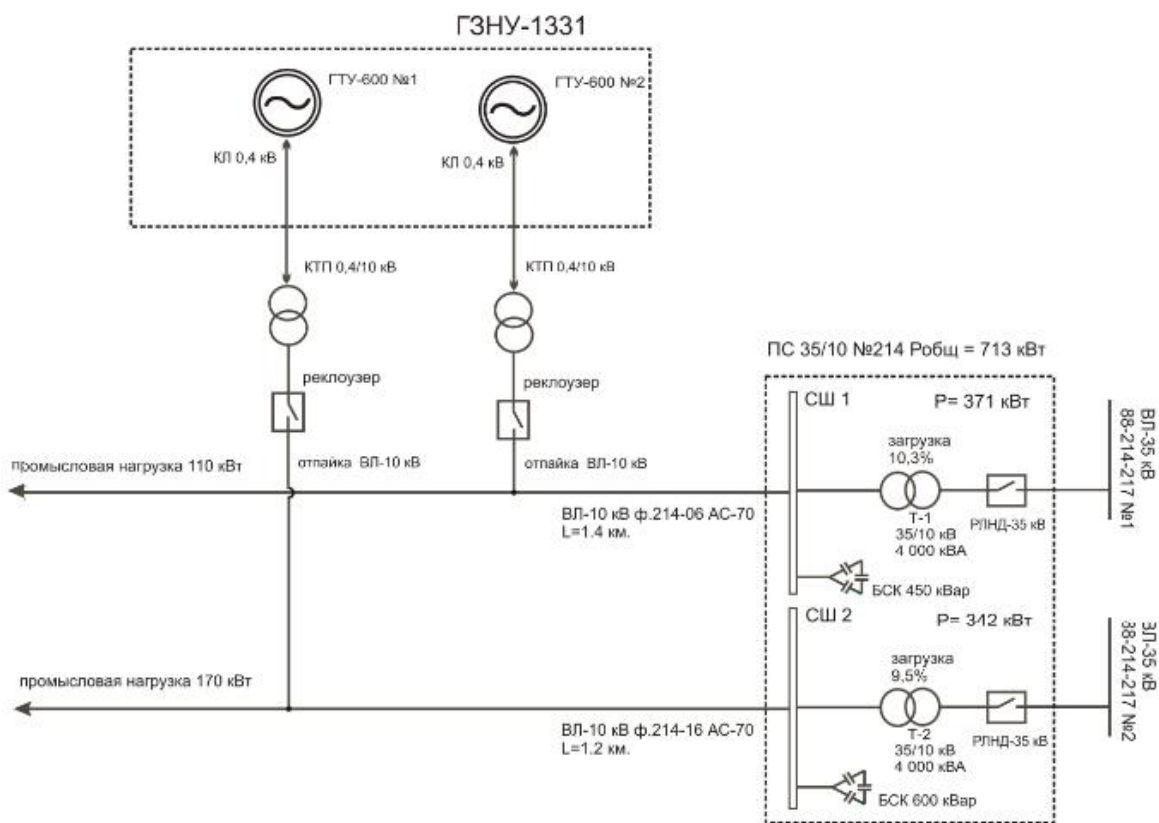 ГЗНУ-1331
ГТУ-600 №1
ГТУ-600 №2
КЛ 0,4 кВ
КЛ 0,4 кВ
КТП 0,4/10 кВ
КТП 0,4/10 кВ
реклоузер
реклоузер
ПС 35/10 №214 Робщ = 713 кВт
СШ 1
Р= 371 кВт
загрузка
10,3%
промысловая нагрузка 110 кВт
отпайка ВЛ-10 кВ
отпайка ВЛ-10 кВ
ВЛ-10 кВ ф.214-06 АС-70
L=1.4 км.
Т-1
35/10 кВ
4 000 кВА
РЛНД-35 кВ
ВЛ-35 кВ
88-214-217 №1
БСК 450 кВар
СШ 2
Р= 342 кВт
загрузка
9,5%
промысловая нагрузка 170 кВт
ВЛ-10 кВ ф.214-16 АС-70
L=1.2 км.
Т-2
35/10 кВ
4 000 кВА
РЛНД-35 кВ
ВЛ-35 кВ
88-214-217 №2
БСК 600 кВар